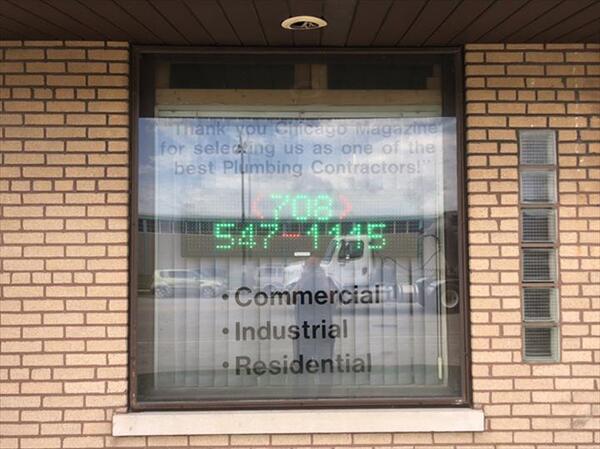 "Thank you Chicago Magazine
for selecting us as one of the
best Plumbing Contractors!"
(708)
547-1145
• Commercial
• Industrial
• Residential